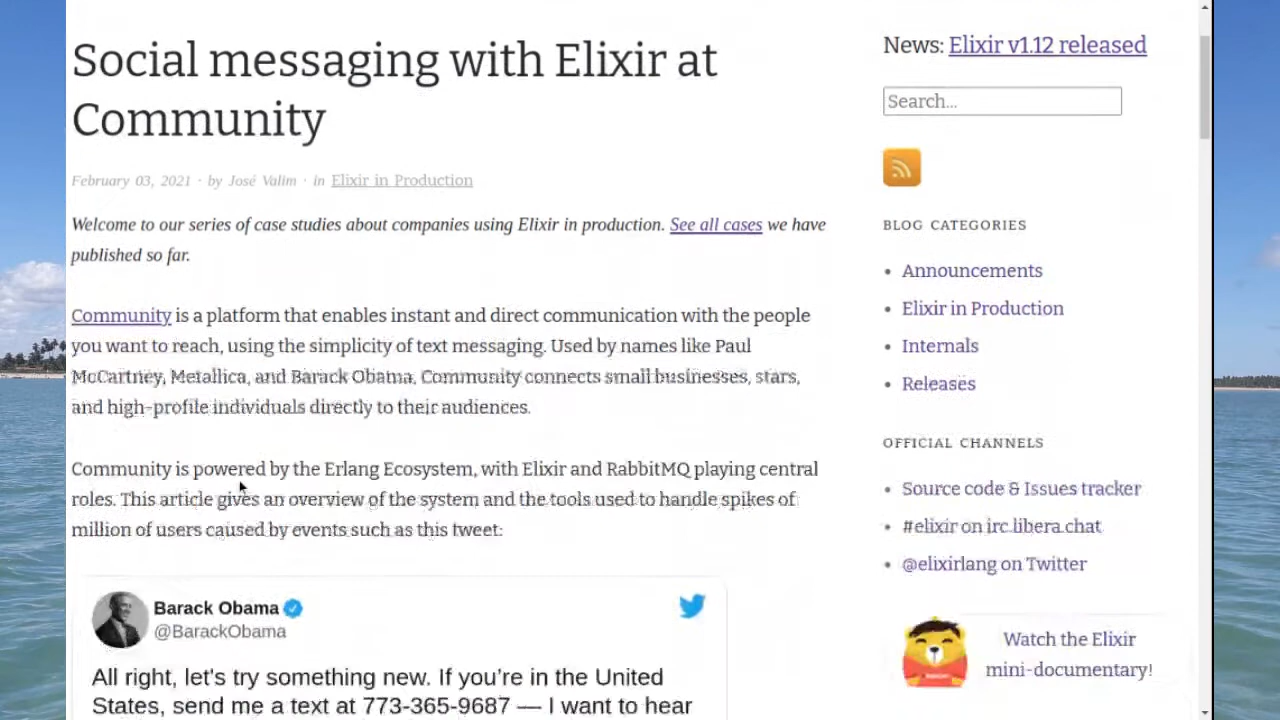 Social messaging with Elixir at
Community
February 03, 2021 · by José Valim · in Elixir in Production
Welcome to our series of case studies about companies using Elixir in production. See all cases we have
published so far.
Community is a platform that enables instant and direct communication with the people
you want to reach, using the simplicity of text messaging. Used by names like Paul
McCartney, Metallica, and Barack Obama, Community connects small businesses, stars,
and high-profile individuals directly to their audiences.
Community is powered by the Erlang Ecosystem, with Elixir and RabbitMQ playing central
roles. This article gives an overview of the system and the tools used to handle spikes of
million of users caused by events such as this tweet:
Barack Obama
@BarackObama
All right, let's try something new. If you're in the United
States, send me a text at 773-365-9687 — I want to hear
News: Elixir v1.12 released
Search...
BLOG CATEGORIES
• Announcements
• Elixir in Production
• Internals
• Releases
OFFICIAL CHANNELS
• Source code & Issues tracker
• #elixir on irc.libera.chat
• @elixirlang on Twitter
Watch the Elixir
mini-documentary!